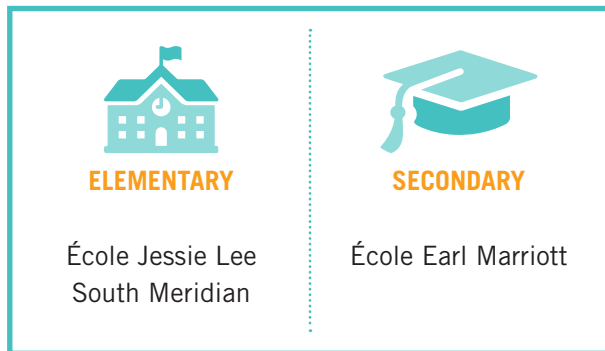 ELEMENTARY
École Jessie Lee
South Meridian
SECONDARY
École Earl Marriott